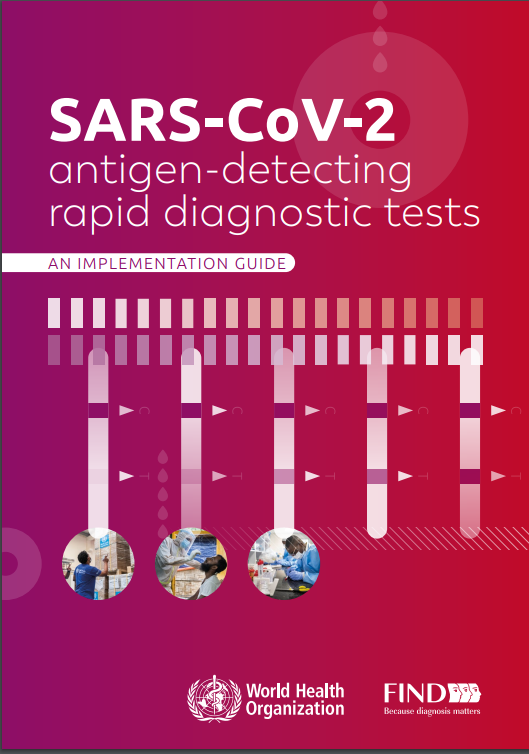 SARS-CoV-2
antigen-detecting
rapid diagnostic tests
AN IMPLEMENTATION GUIDE
C
C
C
C
C
T
T
T
T
T
World Health
Organization
FIND
Because diagnosis matters